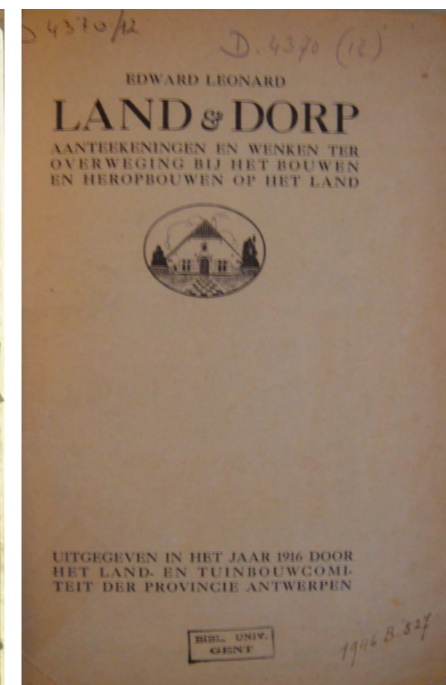 D 4370/12
D. 4370 (12)
EDWARD LEONARD
LAND & DORP
AANTEEKENINGEN EN WENKEN TER
OVERWEGING BIJ HET BOUWEN
EN HEROPBOUWEN OP HET LAND
UITGEGEVEN IN HET JAAR 1916 DOOR
HET LAND- EN TUINBOUWCOMI-
TEIT DER PROVINCIE ANTWERPEN
BIBL. UNIV.
GENT
1946 B 327